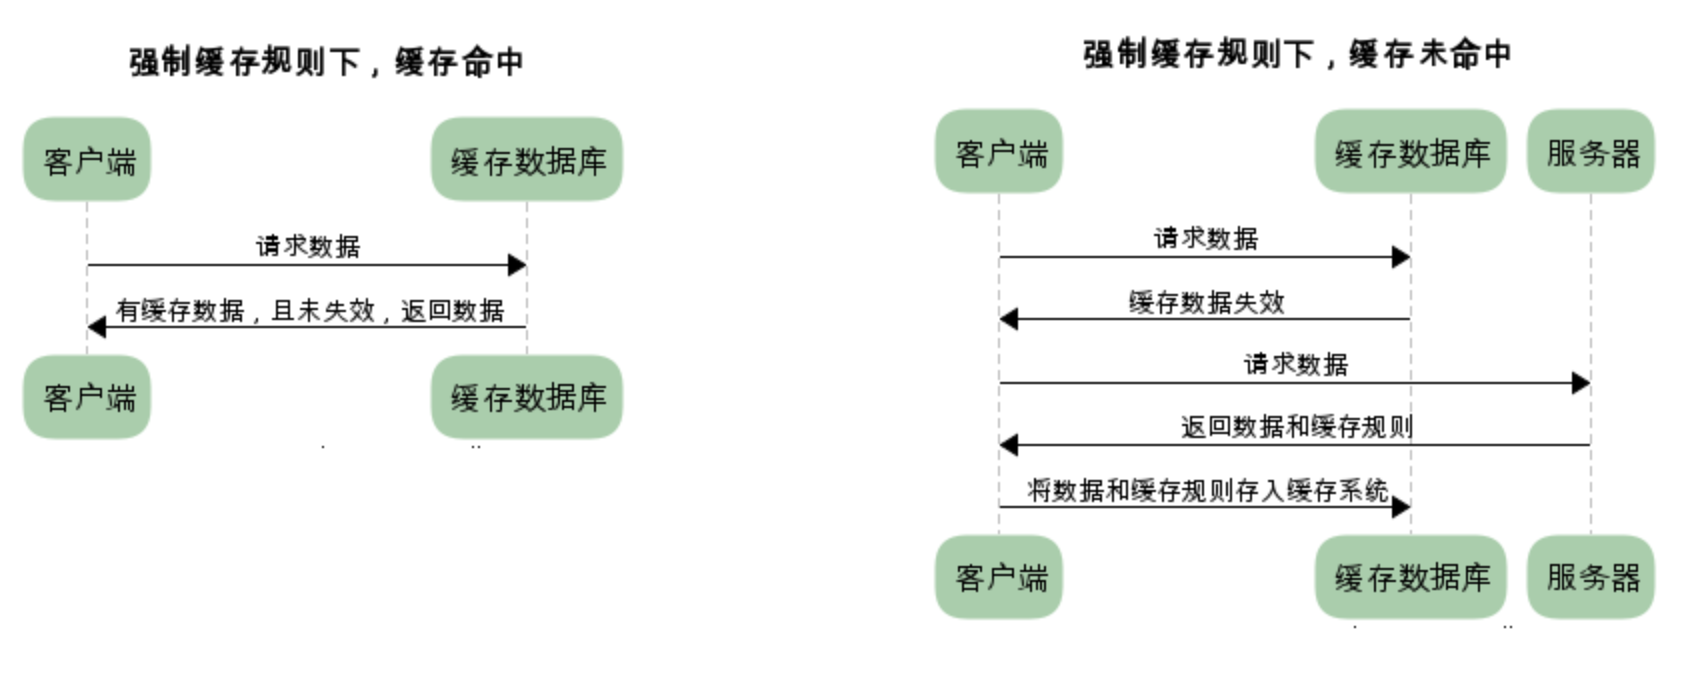 强制缓存规则下，缓存命中
客户端
缓存数据库
请求数据
有缓存数据，且未失效，返回数据
客户端
缓存数据库
强制缓存规则下，缓存未命中
客户端
缓存数据库
服务器
请求数据
缓存数据失效
请求数据
返回数据和缓存规则
将数据和缓存规则存入缓存系统
客户端
缓存数据库
服务器